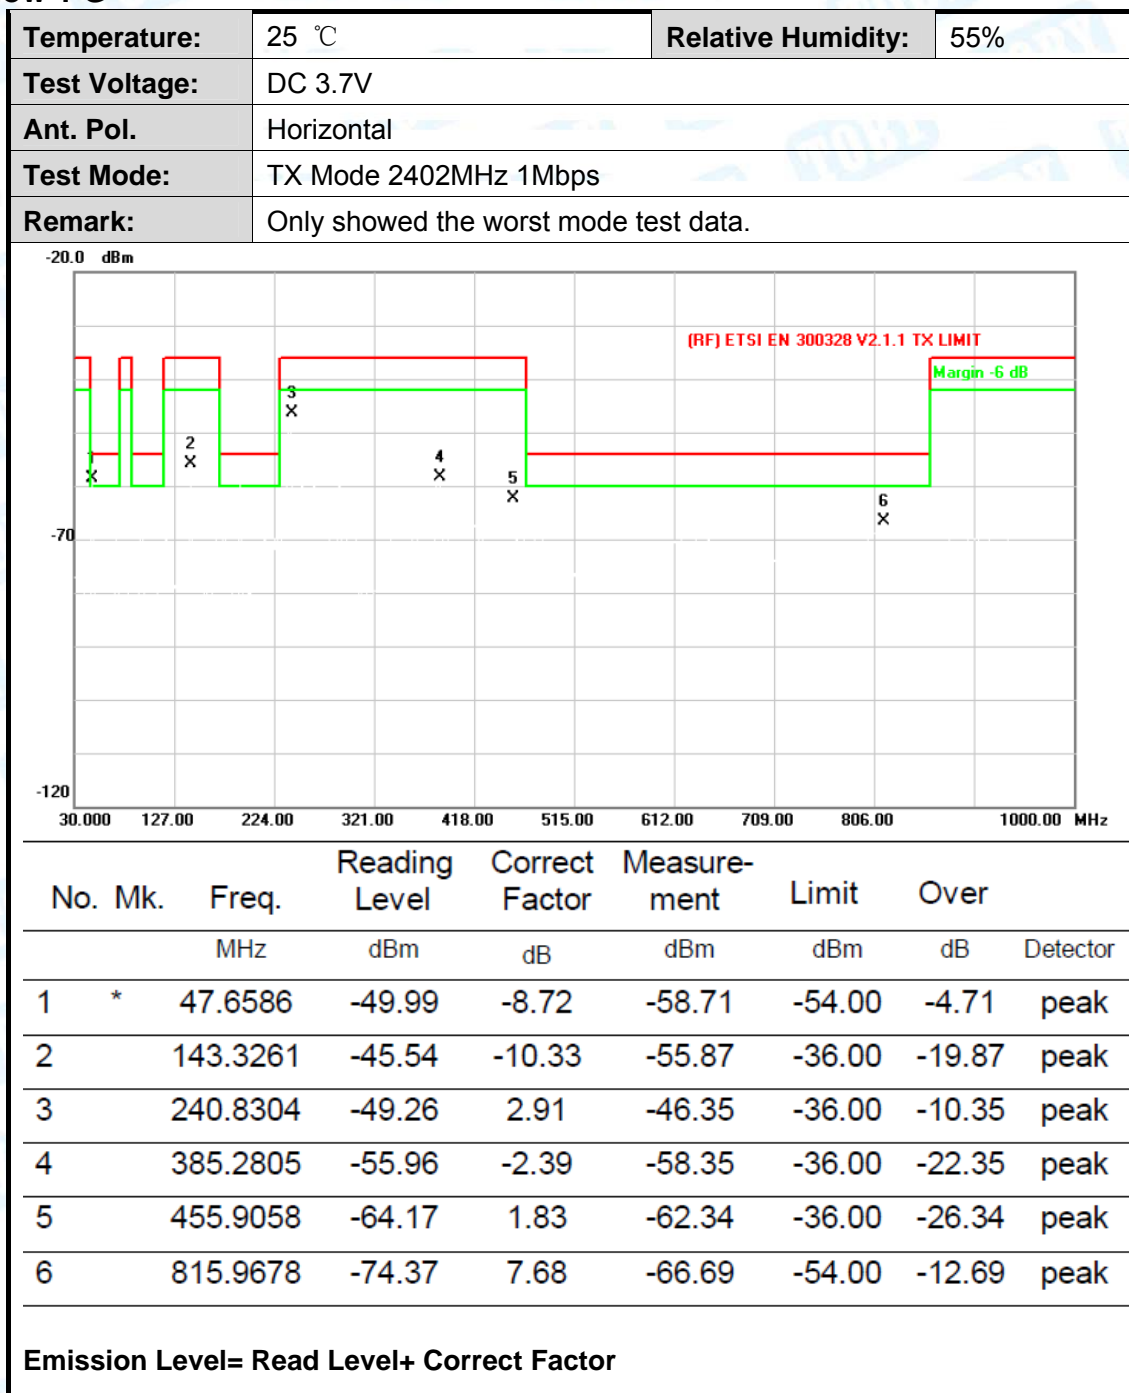 Temperature: 25 ℃ Relative Humidity: 55%
Test Voltage: DC 3.7V
Ant. Pol. Horizontal
Test Mode: TX Mode 2402MHz 1Mbps
Remark: Only showed the worst mode test data.
-20.0 dBm
(RF) ETSI EN 300328 V2.1.1 TX LIMIT
Margin -6 dB
3
2
1
4
5
6
-70
-120
30.000 127.00 224.00 321.00 418.00 515.00 612.00 709.00 806.00 1000.00 MHz
No. Mk. Freq. Reading Level Correct Factor Measure-ment Limit Over
MHz dBm dB dBm dBm dB Detector
1 * 47.6586 -49.99 -8.72 -58.71 -54.00 -4.71 peak
2 143.3261 -45.54 -10.33 -55.87 -36.00 -19.87 peak
3 240.8304 -49.26 2.91 -46.35 -36.00 -10.35 peak
4 385.2805 -55.96 -2.39 -58.35 -36.00 -22.35 peak
5 455.9058 -64.17 1.83 -62.34 -36.00 -26.34 peak
6 815.9678 -74.37 7.68 -66.69 -54.00 -12.69 peak
Emission Level= Read Level+ Correct Factor